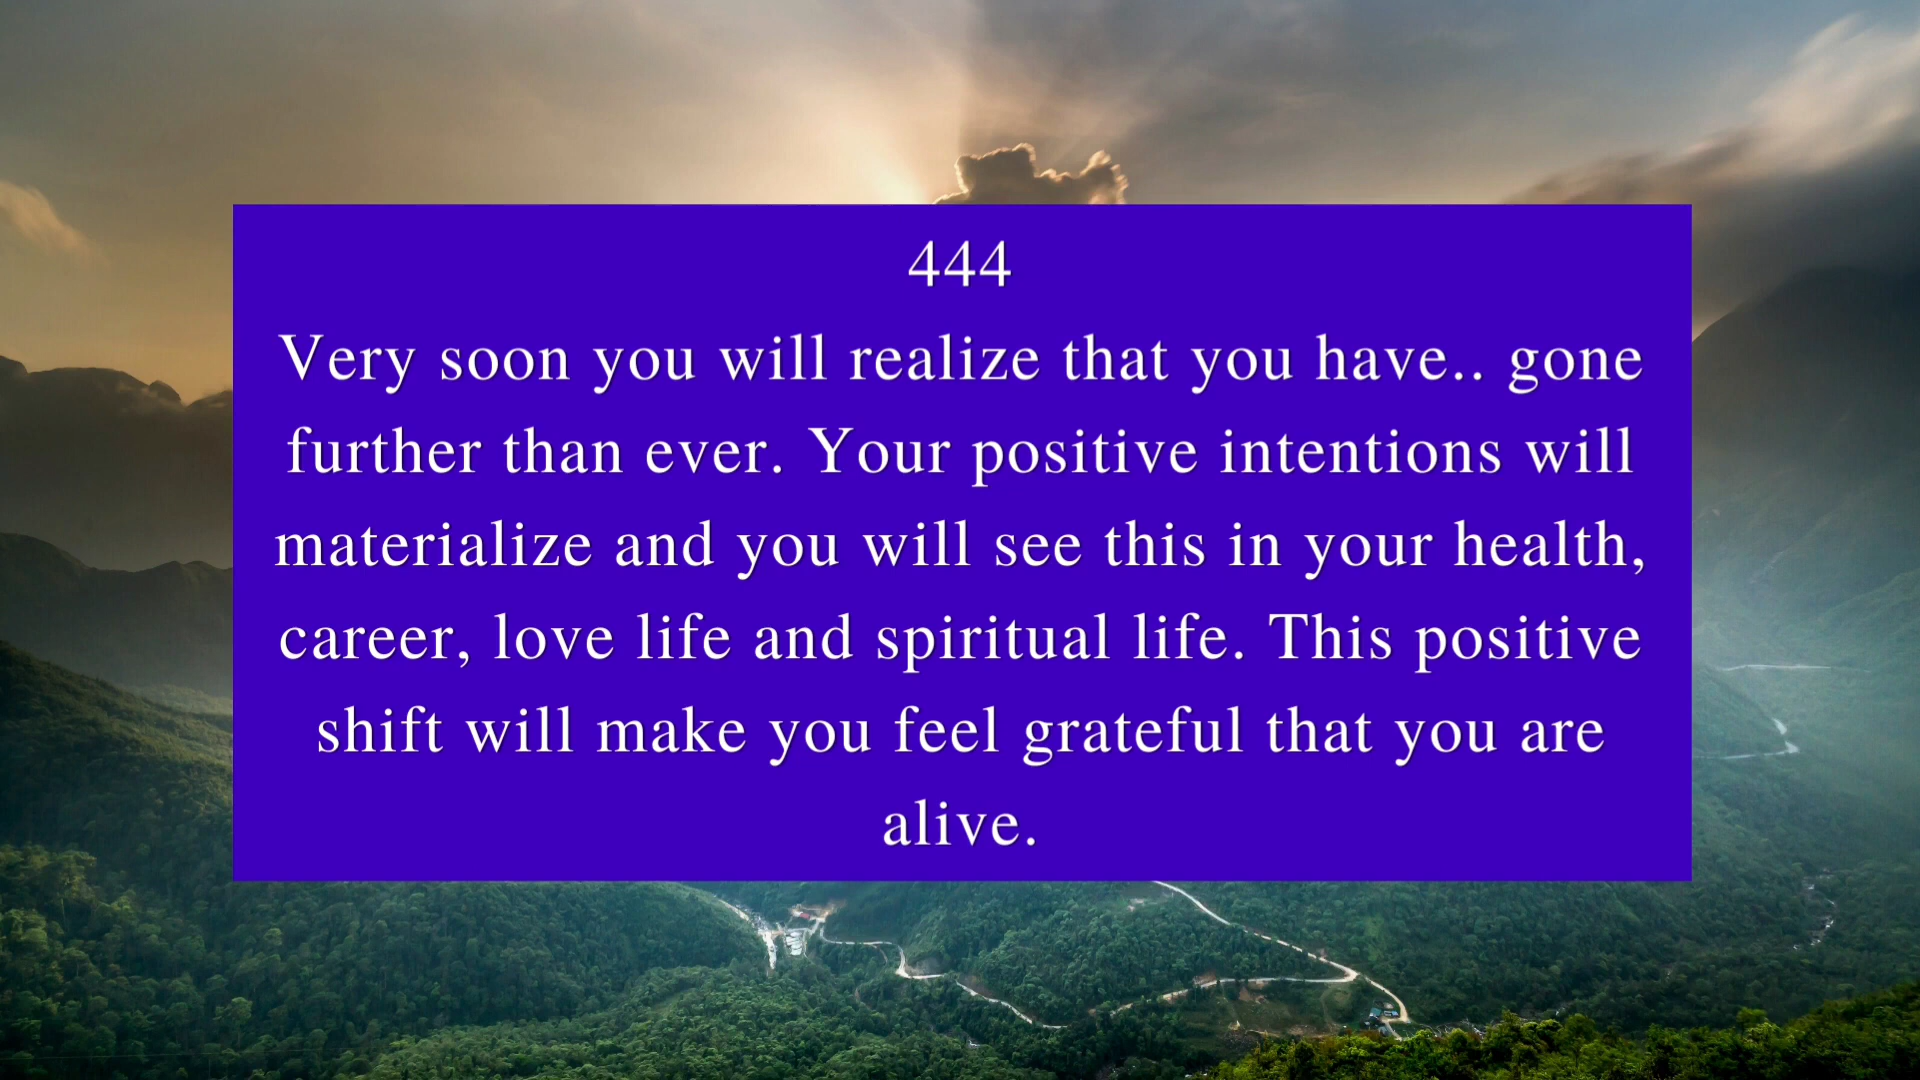 444
Very soon you will realize that you have.. gone
further than ever. Your positive intentions will
materialize and you will see this in your health,
career, love life and spiritual life. This positive
shift will make you feel grateful that you are
alive.